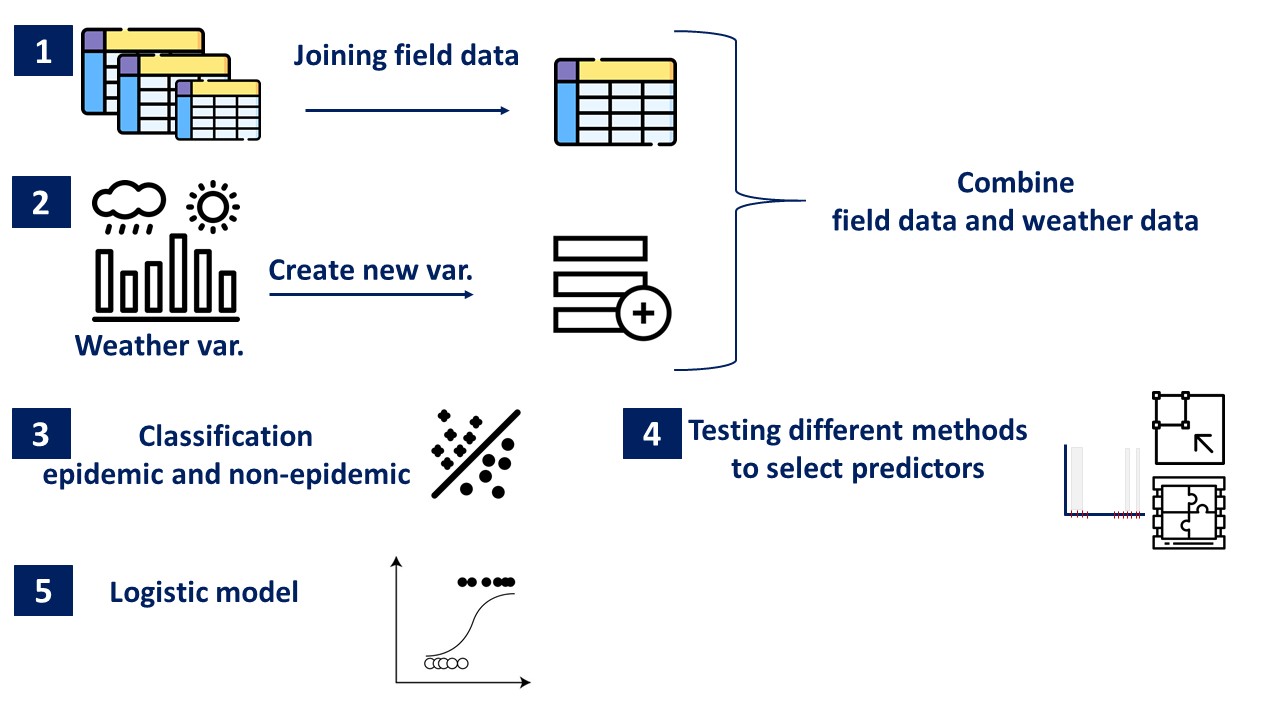 1
Joining field data
2
Create new var.
Weather var.
Combine
field data and weather data
3
Classification
epidemic and non-epidemic
4
Testing different methods
to select predictors
5
Logistic model